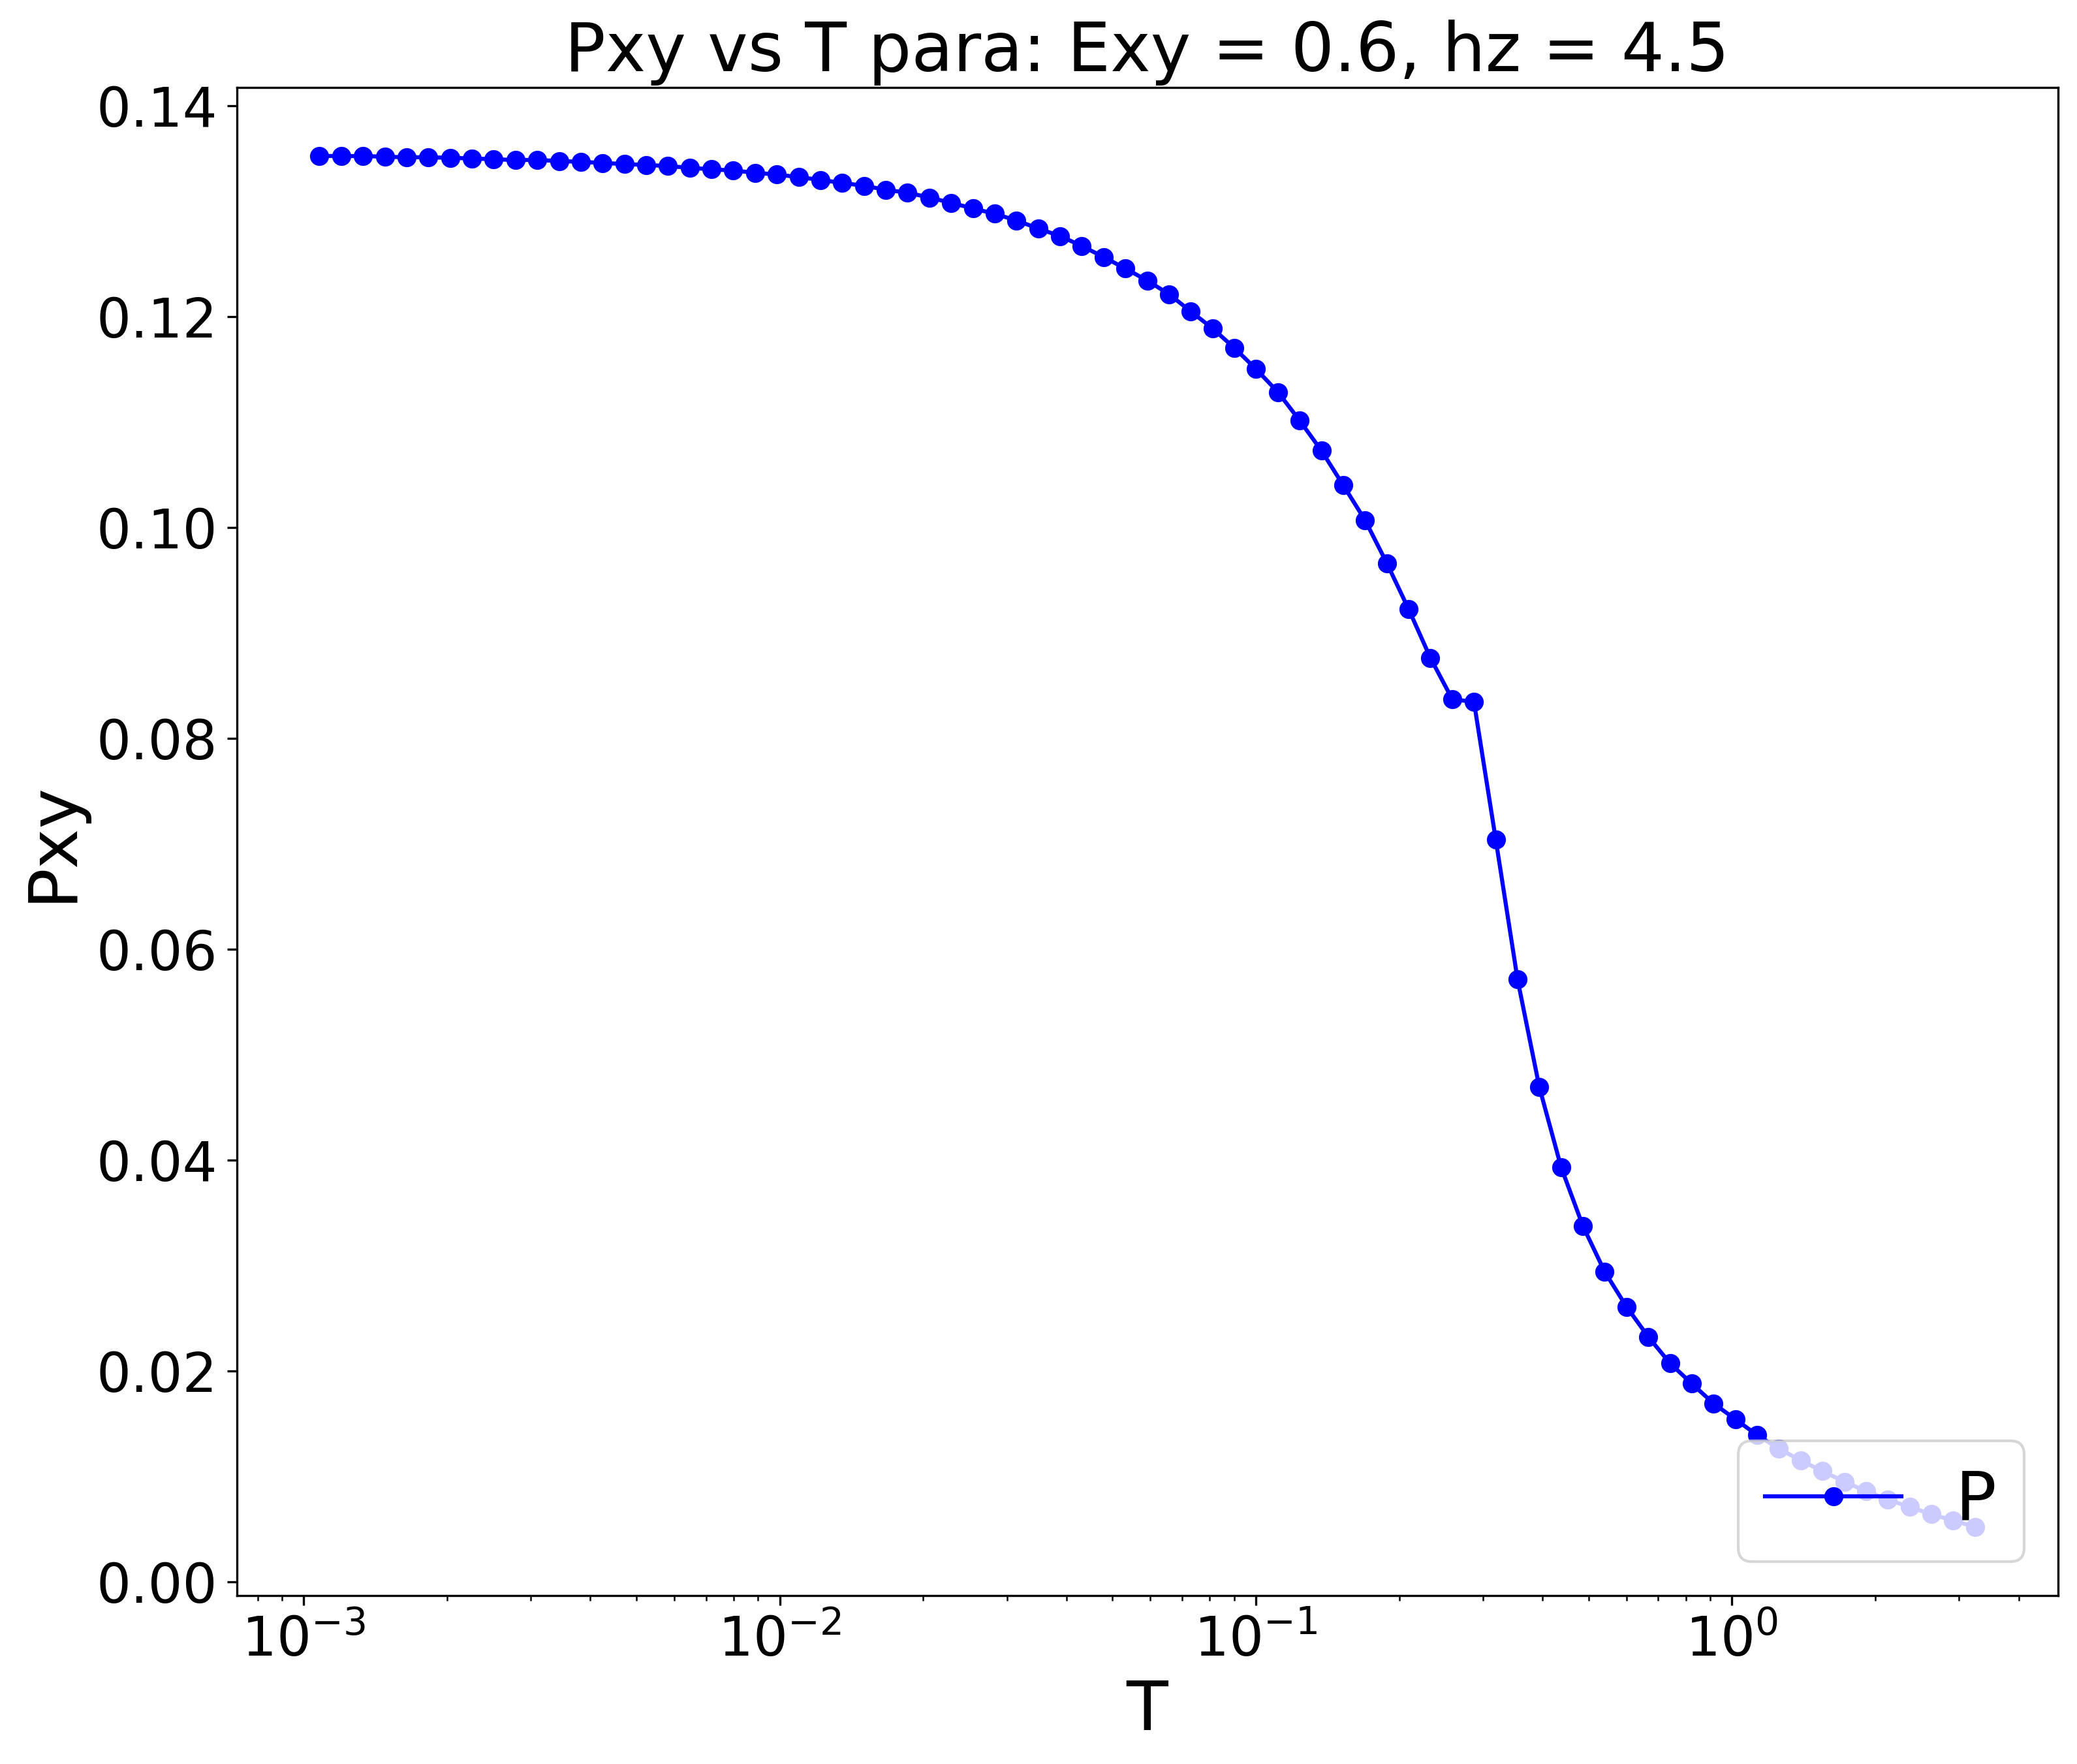 Pxy vs T para: Exy = 0.6, hz = 4.5
0.14
0.12
0.10
0.08
0.06
0.04
0.02
0.00
Pxy
P
10⁻³ 10⁻² 10⁻¹ 10⁰
T